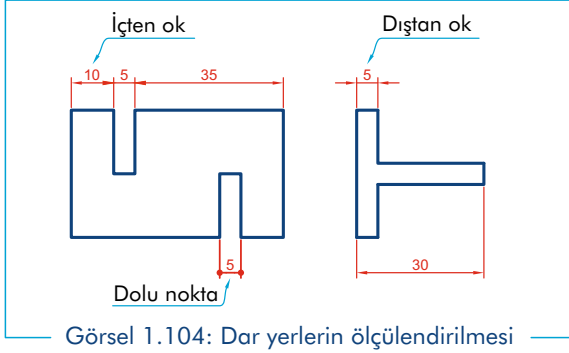 İçten ok
Dıştan ok
10 5 35
5
5
30
Dolu nokta
Görsel 1.104: Dar yerlerin ölçülendirilmesi